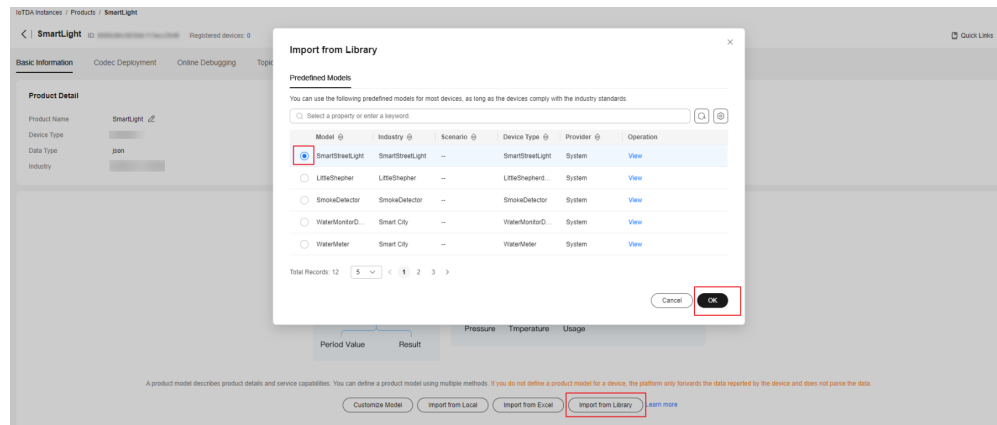 IoTDA Instances / Products / SmartLight
SmartLight ID: Registered devices: 0
Quick Links
Basic Information Codec Deployment Online Debugging Topic
Product Detail
Product Name SmartLight
Device Type
Data Type json
Industry
Import from Library
Predefined Models
You can use the following predefined models for most devices, as long as the devices comply with the industry standards.
Select a property or enter a keyword.
Model Industry Scenario Device Type Provider Operation
SmartStreetLight SmartStreetLight -- SmartStreetLight System View
LittleShepher LittleShepher -- LittleShepherd... System View
SmokeDetector SmokeDetector -- SmokeDetector System View
WaterMonitorD... Smart City -- WaterMonitorD... System View
WaterMeter Smart City -- WaterMeter System View
Total Records: 12 5 1 2 3
Cancel OK
Pressure Tmperature Usage
Period Value Result
A product model describes product details and service capabilities. You can define a product model using multiple methods. If you do not define a product model for a device, the platform only forwards the data reported by the device and does not parse the data.
Customize Model Import from Local Import from Excel Import from Library Learn more